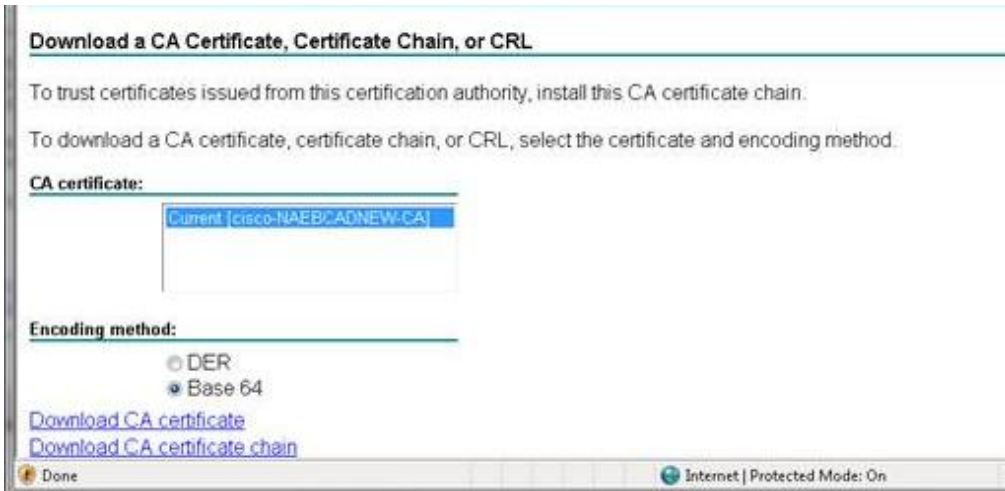 Download a CA Certificate, Certificate Chain, or CRL
To trust certificates issued from this certification authority, install this CA certificate chain.
To download a CA certificate, certificate chain, or CRL, select the certificate and encoding method.
CA certificate:
Current [cisco-NAEBCADNEW-CA]
Encoding method:
DER
Base 64
Download CA certificate
Download CA certificate chain
Done Internet | Protected Mode: On